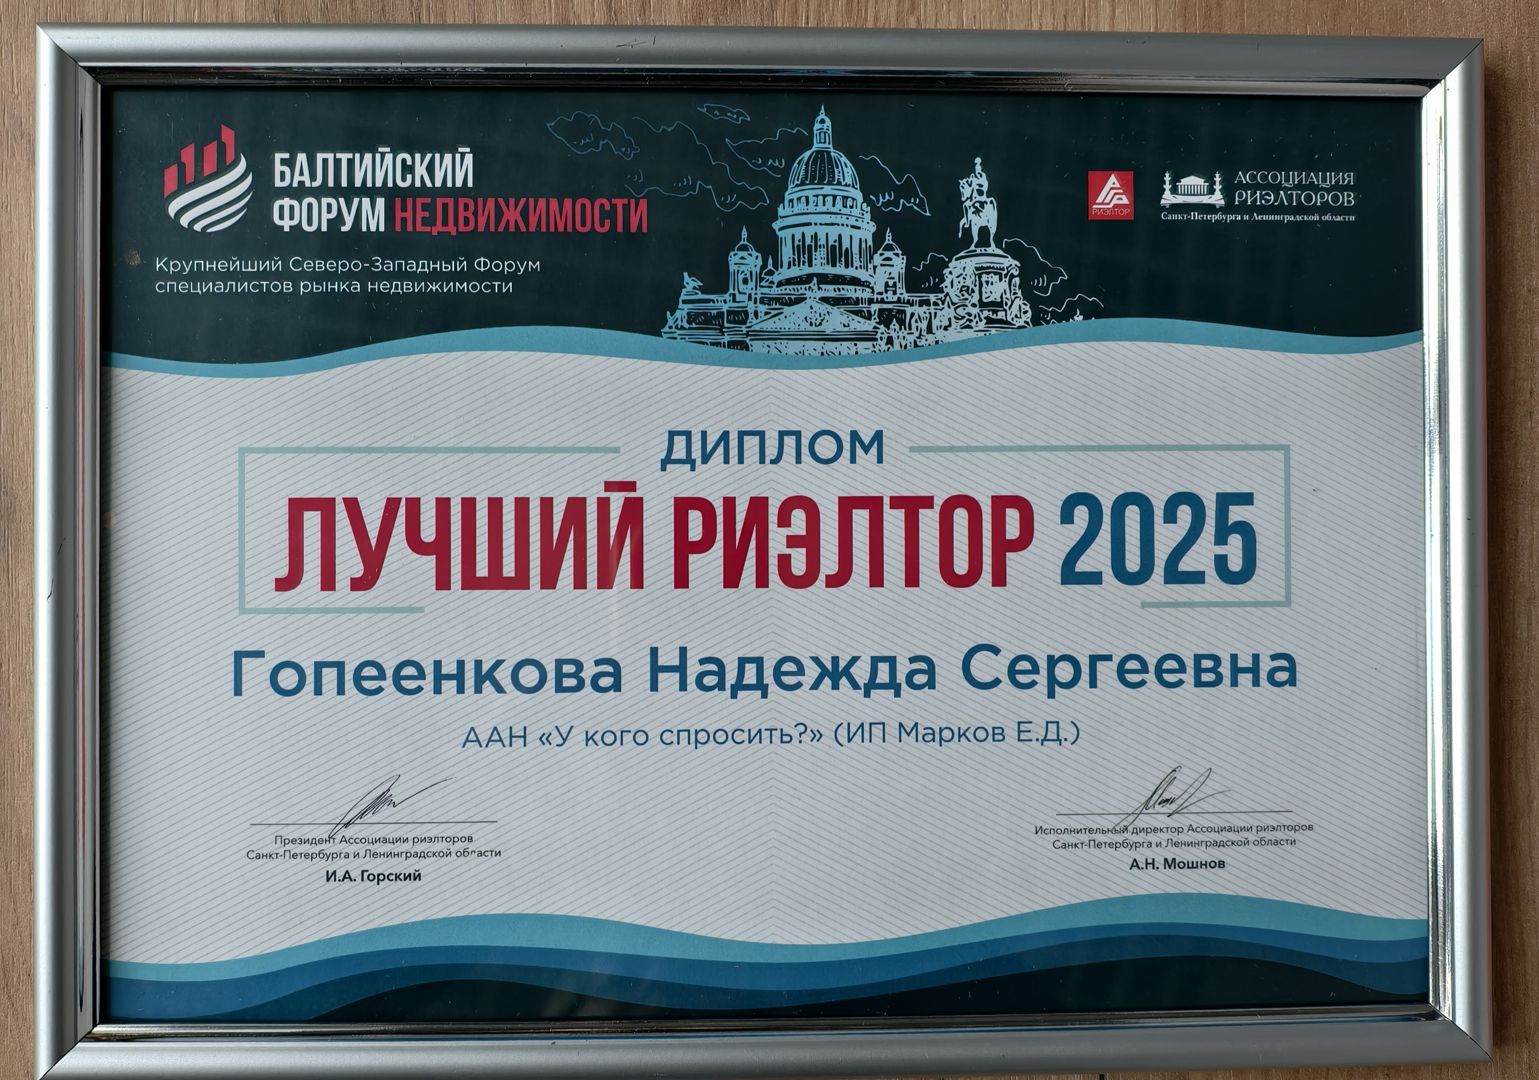 БАЛТИЙСКИЙ
ФОРУМ НЕДВИЖИМОСТИ
Крупнейший Северо-Западный Форум
специалистов рынка недвижимости
РИЭЛТОР
АССОЦИАЦИЯ
РИЭЛТОРОВ
Санкт-Петербурга и Ленинградской области
ДИПЛОМ
ЛУЧШИЙ РИЭЛТОР 2025
Гопеенкова Надежда Сергеевна
ААН «У кого спросить?» (ИП Марков Е.Д.)
Президент Ассоциации риэлторов
Санкт-Петербурга и Ленинградской области
И.А. Горский
Исполнительный директор Ассоциации риэлторов
Санкт-Петербурга и Ленинградской области
А.Н. Мошнов